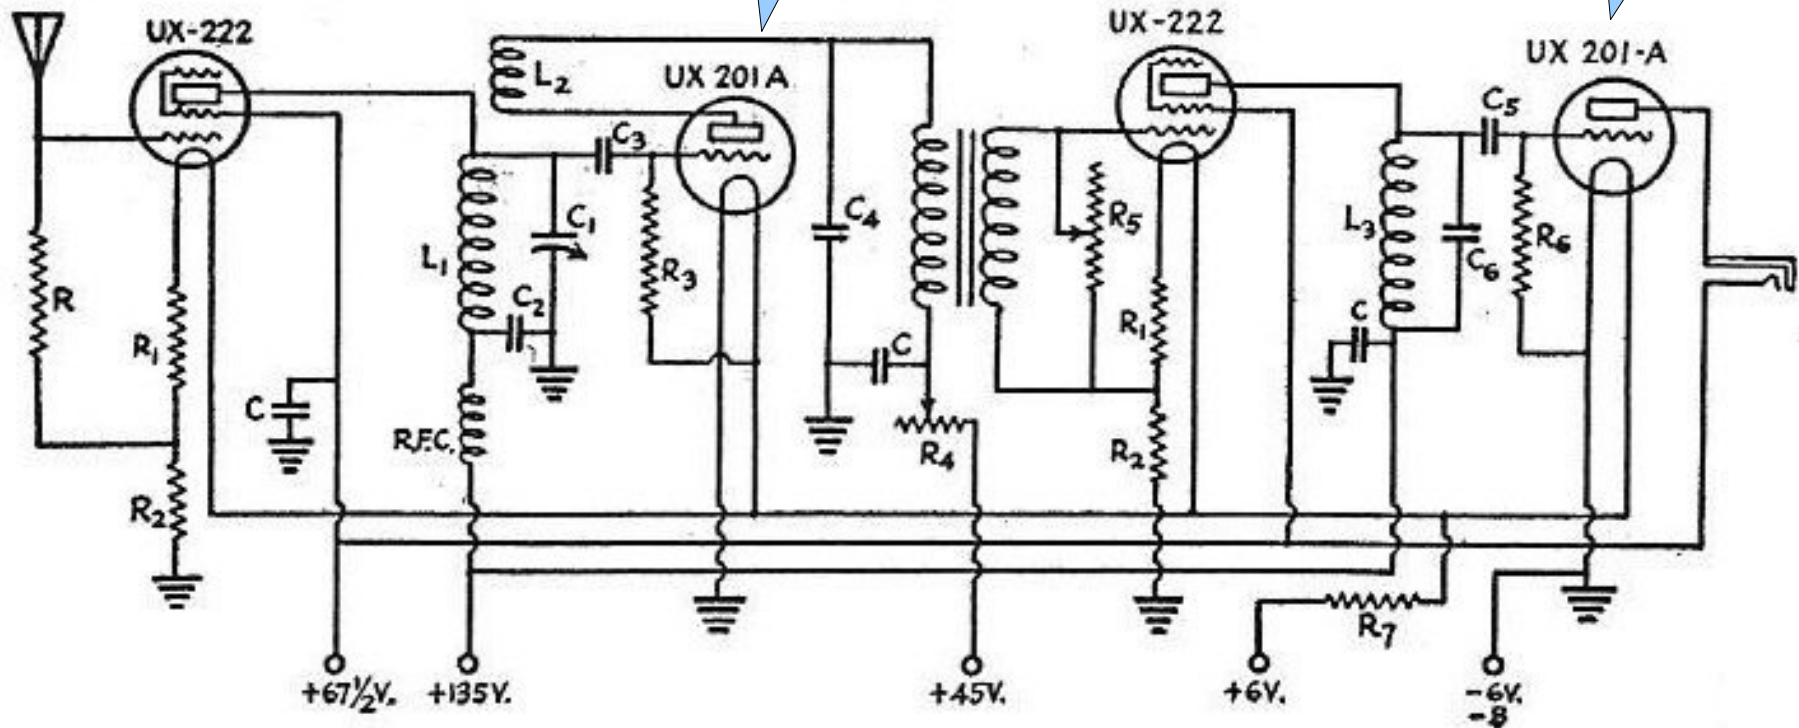 UX-222
L2
UX 201A
UX-222
UX 201-A
C3
C5
R
R1
L1
C1
C2
R3
C4
R5
L3
R6
C6
C
R1
C
C
R.F.C.
R4
R2
R2
R7
+67½V.
+135V.
+45V.
+6V.
-6V.
-B